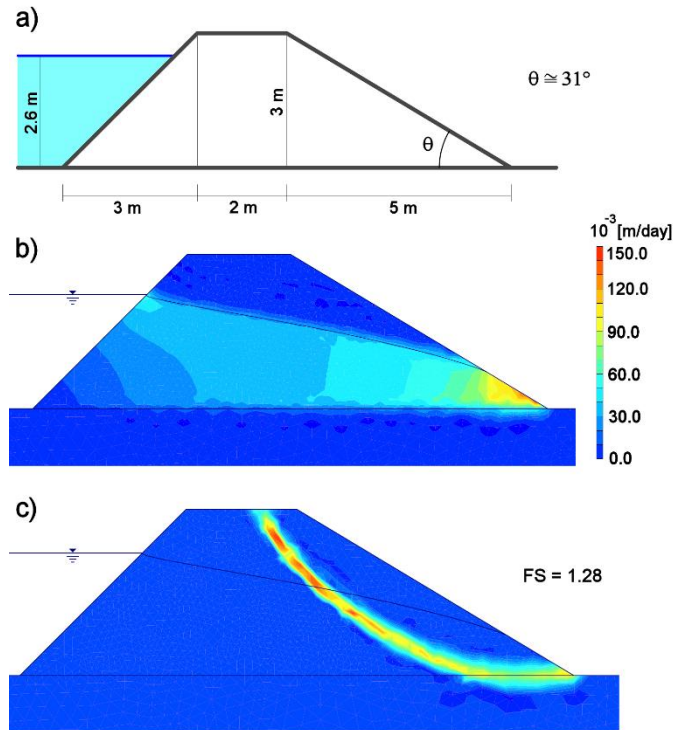 a)
2.6 m
3 m
θ
θ ≅ 31°
3 m
2 m
5 m
b)
10⁻³ [m/day]
150.0
120.0
90.0
60.0
30.0
0.0
c)
FS = 1.28